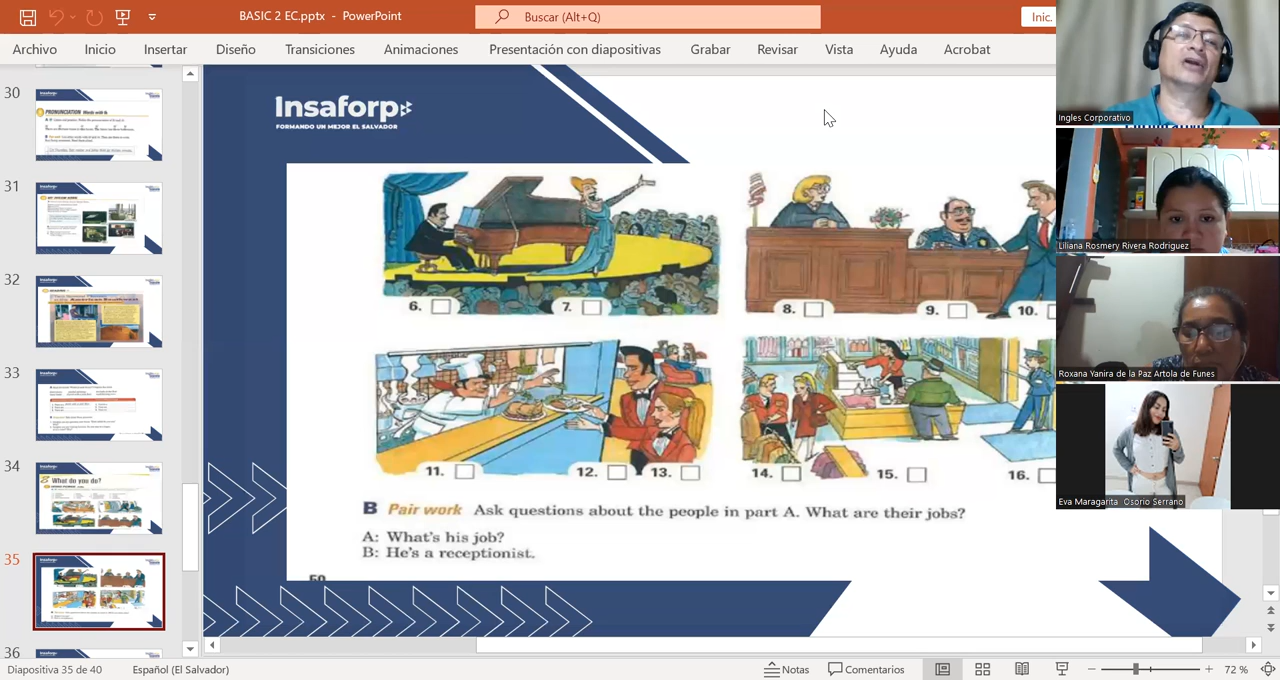 BASIC 2 EC.pptx - PowerPoint
Buscar (Alt+Q)
Inic.
Archivo Inicio Insertar Diseño Transiciones Animaciones Presentación con diapositivas Grabar Revisar Vista Ayuda Acrobat
30
PRONUNCIATION
31
32
33
34
What do you do?
35
36
Insaforp
FORMANDO UN MEJOR EL SALVADOR
6.
7.
8.
9.
10.
11.
12.
13.
14.
15.
16.
B Pair work Ask questions about the people in part A. What are their jobs?
A: What's his job?
B: He's a receptionist.
Ingles Corporativo
Liliana Rosmery Rivera Rodriguez
Roxana Yanira de la Paz Artola de Funes
Eva Maragarita Osorio Serrano
Diapositiva 35 de 40
Español (El Salvador)
Notas
Comentarios
72 %